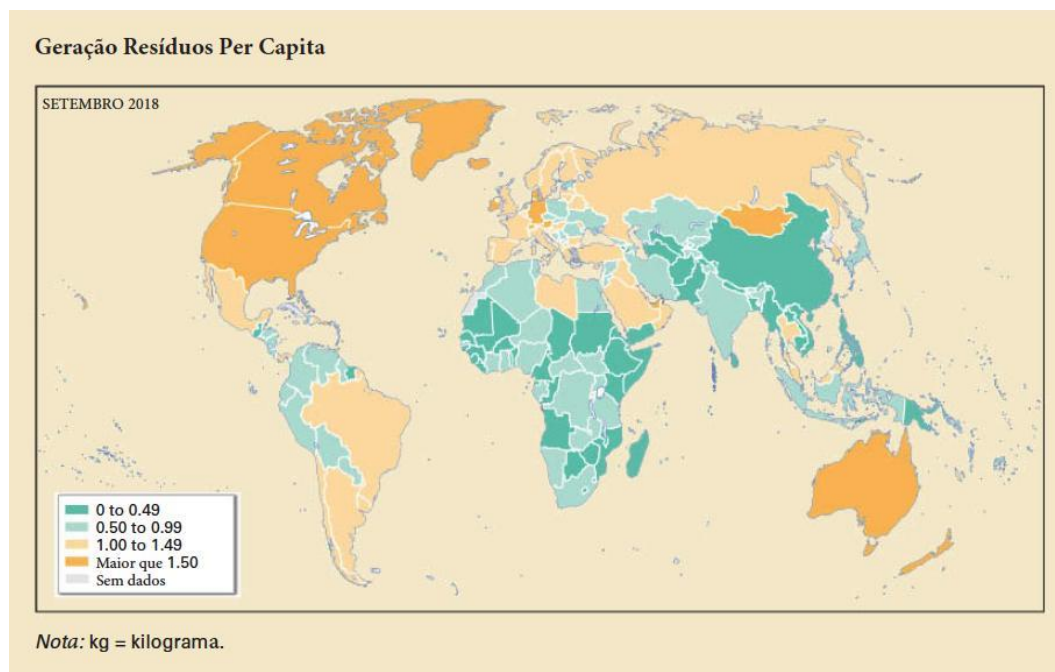 Geração Resíduos Per Capita
SETEMBRO 2018
0 to 0.49
0.50 to 0.99
1.00 to 1.49
Maior que 1.50
Sem dados
Nota: kg = kilograma.